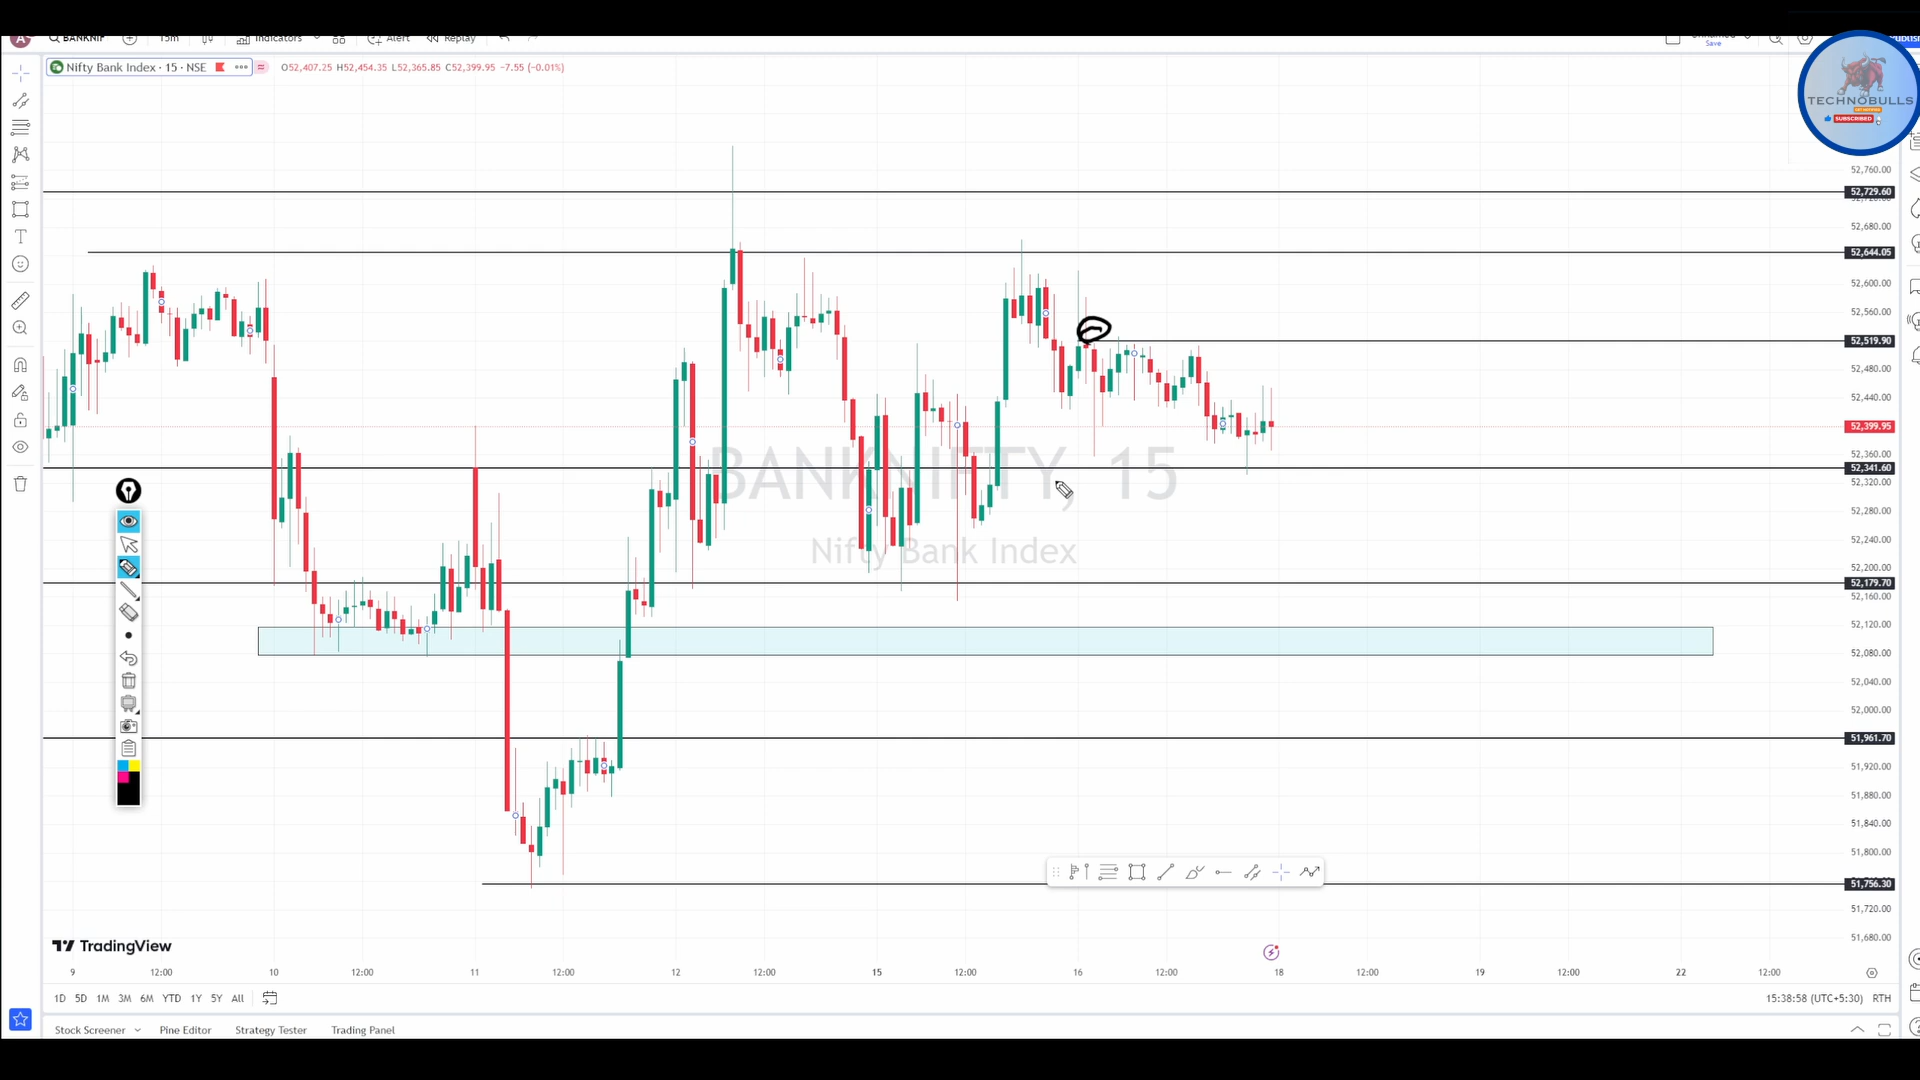 A BANKNIF 15m Indicators Alert Replay
Save
Nifty Bank Index · 15 · NSE O52,407.25 H52,454.35 L52,365.85 C52,399.95 -7.55 (-0.01%)
TECHNOBULLS
SUBSCRIBED
52,760.00
52,729.60
52,720.00
52,680.00
52,644.05
52,600.00
52,560.00
52,519.90
52,480.00
52,440.00
52,399.95
52,360.00
52,341.60
52,320.00
52,280.00
52,240.00
52,200.00
52,179.70
52,160.00
52,120.00
52,080.00
52,040.00
52,000.00
51,961.70
51,920.00
51,880.00
51,840.00
51,800.00
51,756.30
51,720.00
51,680.00
BANKNIFTY, 15
Nifty Bank Index
TradingView
9 12:00 10 12:00 11 12:00 12 12:00 15 12:00 16 12:00 18 12:00 19 12:00 22 12:00
1D 5D 1M 3M 6M YTD 1Y 5Y All 15:38:58 (UTC+5:30) RTH
Stock Screener Pine Editor Strategy Tester Trading Panel